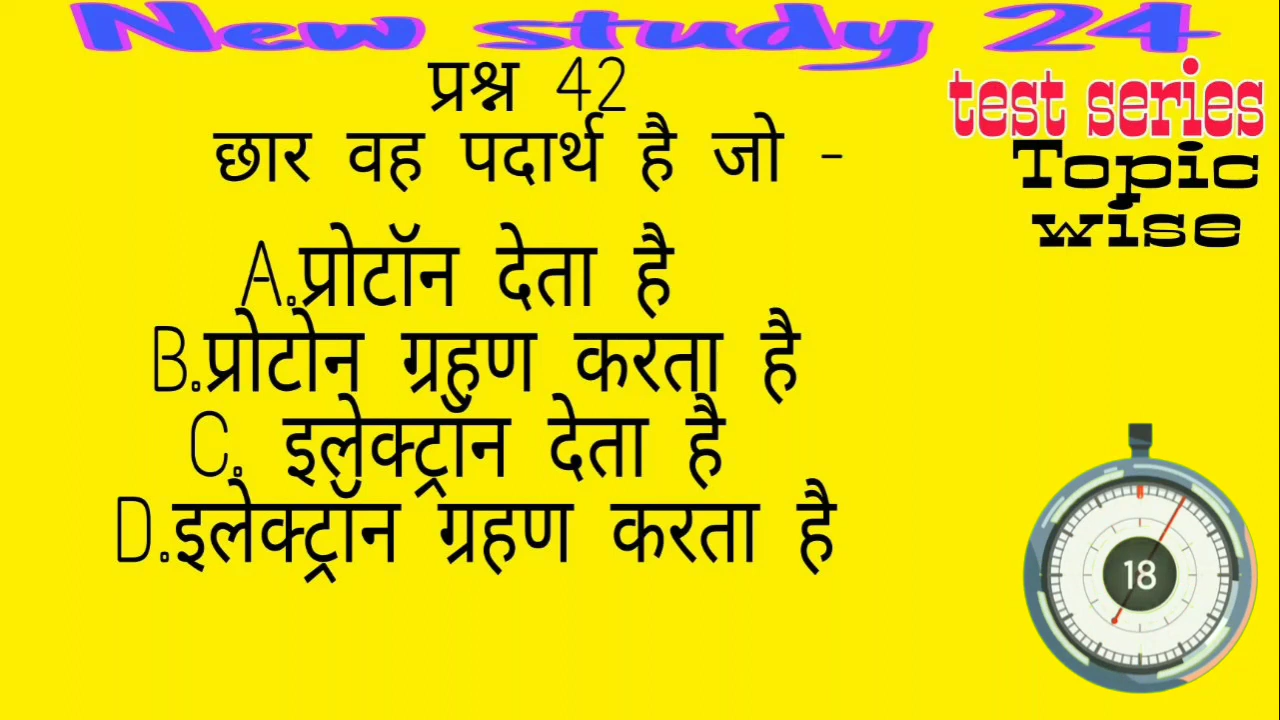 New study 24
प्रश्न 42
test series
Topic
wise
छार वह पदार्थ है जो -
A.प्रोटॉन देता है
B.प्रोटोन ग्रहण करता है
C. इलेक्ट्रॉन देता है
D.इलेक्ट्रॉन ग्रहण करता है
18